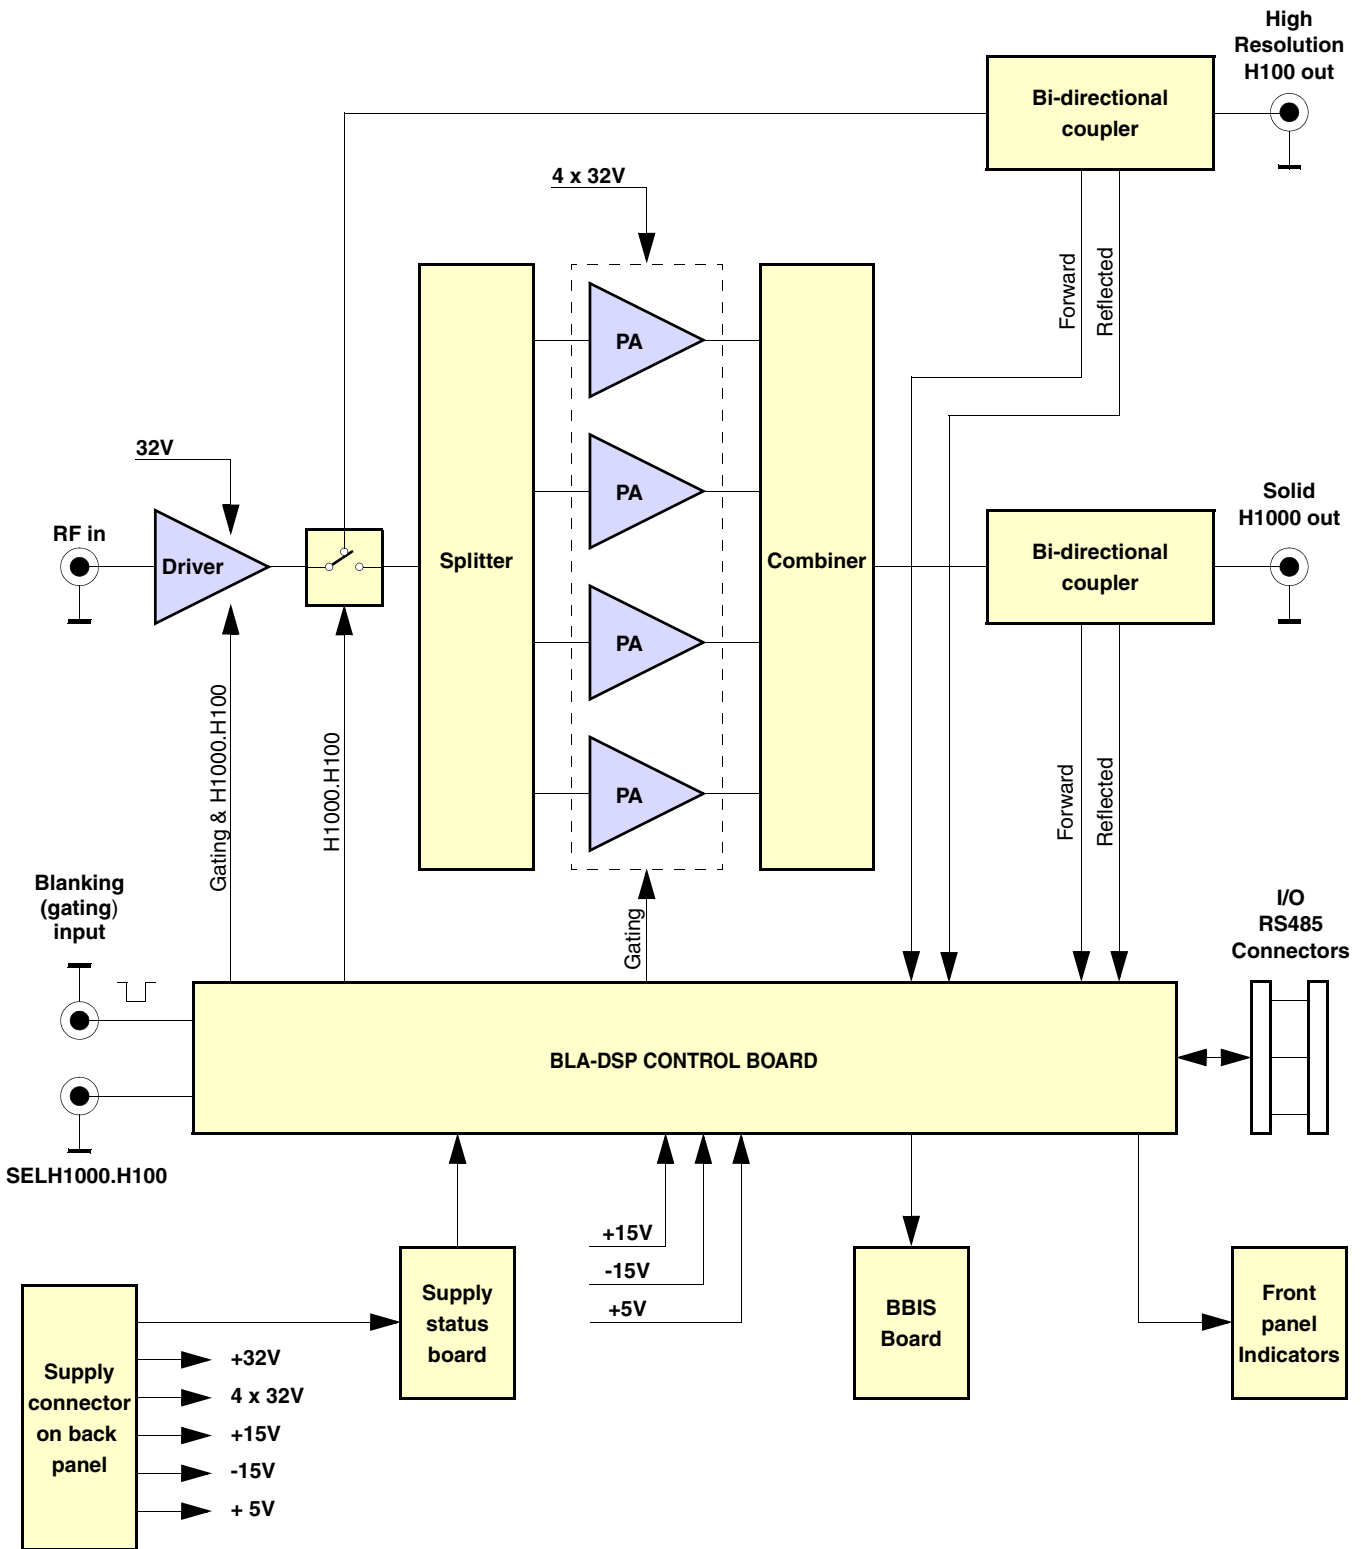 High
Resolution
H100 out
Bi-directional
coupler
4 x 32V
Forward
Reflected
PA
PA
PA
PA
32V
RF in
Driver
Splitter
Combiner
Solid
H1000 out
Bi-directional
coupler
Gating & H1000.H100
H1000.H100
Gating
Forward
Reflected
Blanking
(gating)
input
I/O
RS485
Connectors
BLA-DSP CONTROL BOARD
SELH1000.H100
+15V
-15V
+5V
Supply
status
board
BBIS
Board
Front
panel
Indicators
Supply
connector
on back
panel
+32V
4 x 32V
+15V
-15V
+ 5V